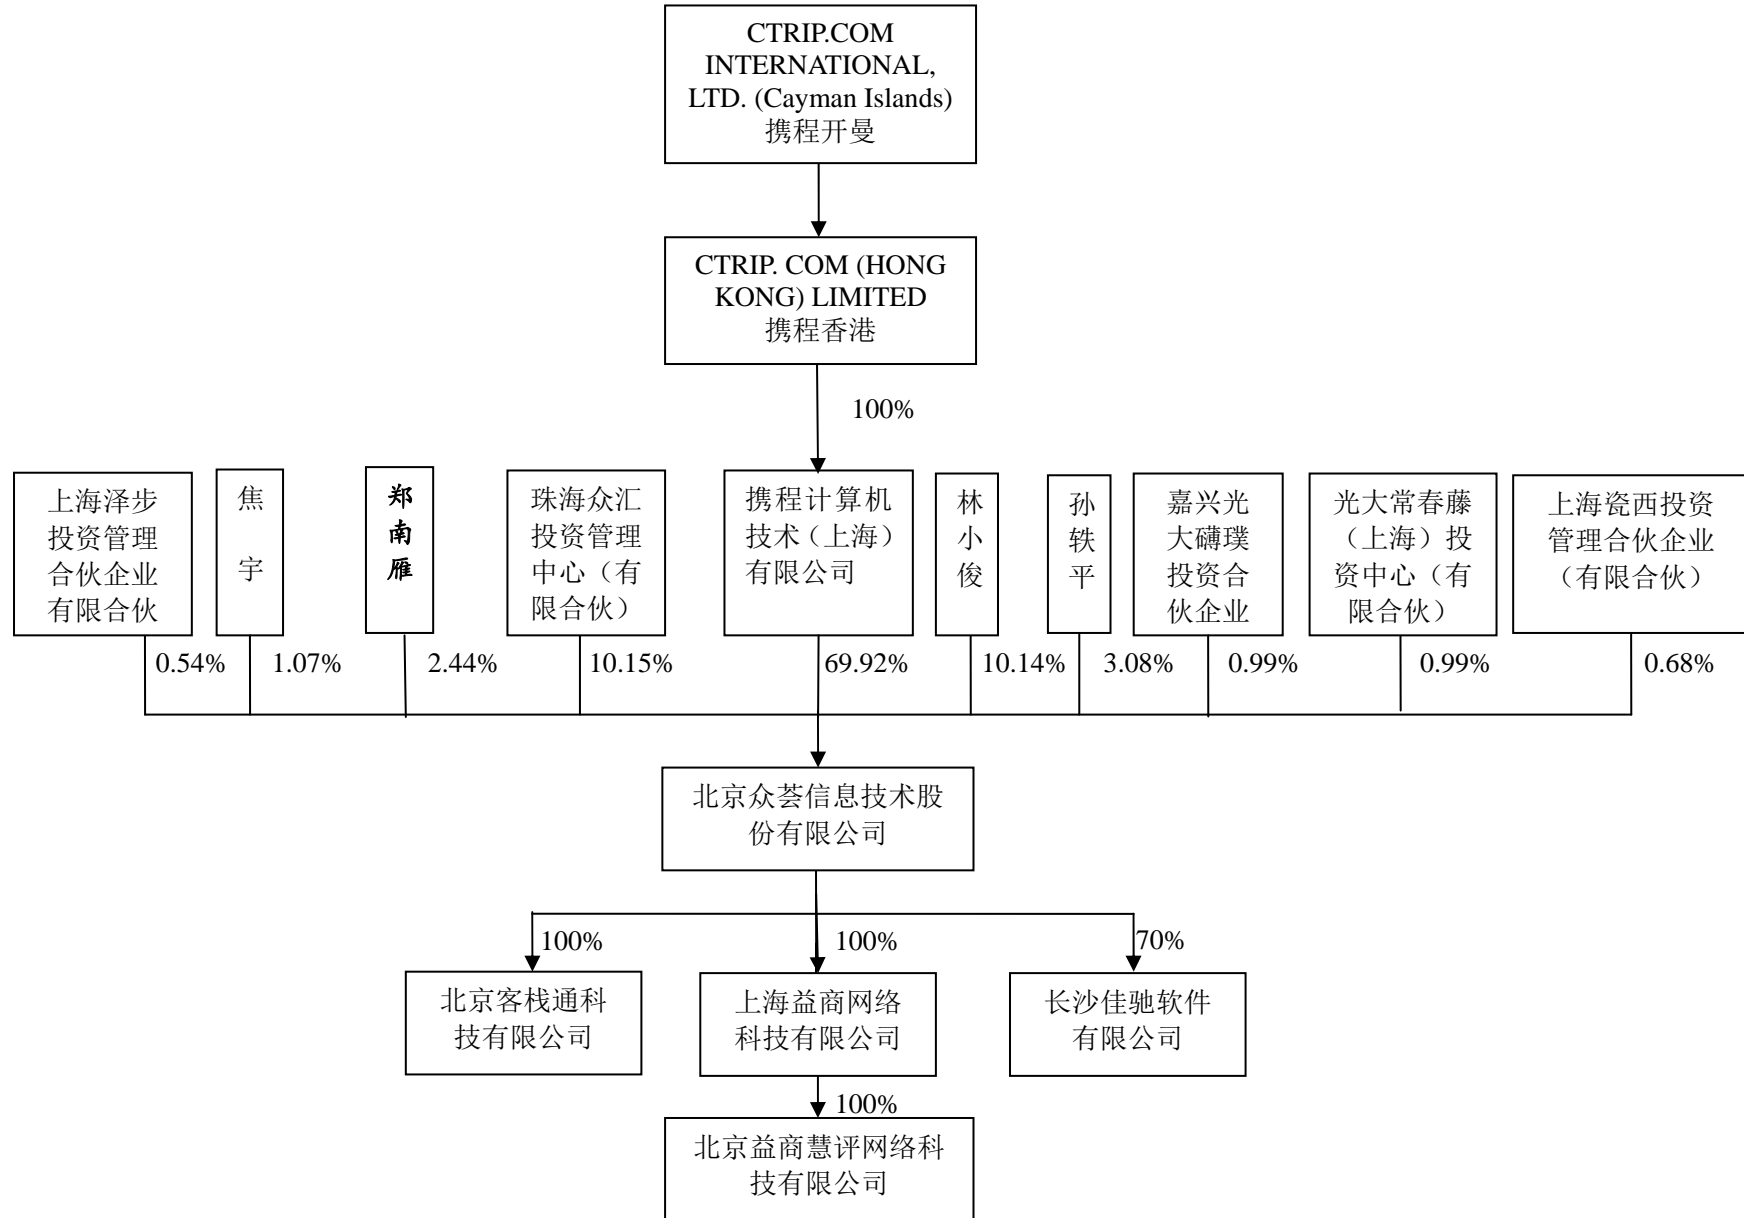 CTRIP.COM
INTERNATIONAL,
LTD. (Cayman Islands)
携程开曼
CTRIP. COM (HONG
KONG) LIMITED
携程香港
100%
上海泽步
投资管理
合伙企业
有限合伙
焦
宇
郑
南
雁
珠海众汇
投资管理
中心（有
限合伙）
携程计算机
技术（上海）
有限公司
林
小
俊
孙
轶
平
嘉兴光
大礴璞
投资合
伙企业
光大常春藤
（上海）投
资中心（有
限合伙）
上海瓷西投资
管理合伙企业
（有限合伙）
0.54%
1.07%
2.44%
10.15%
69.92%
10.14%
3.08%
0.99%
0.99%
0.68%
北京众荟信息技术股
份有限公司
100%
100%
70%
北京客栈通科
技有限公司
上海益商网络
科技有限公司
长沙佳驰软件
有限公司
100%
北京益商慧评网络科
技有限公司